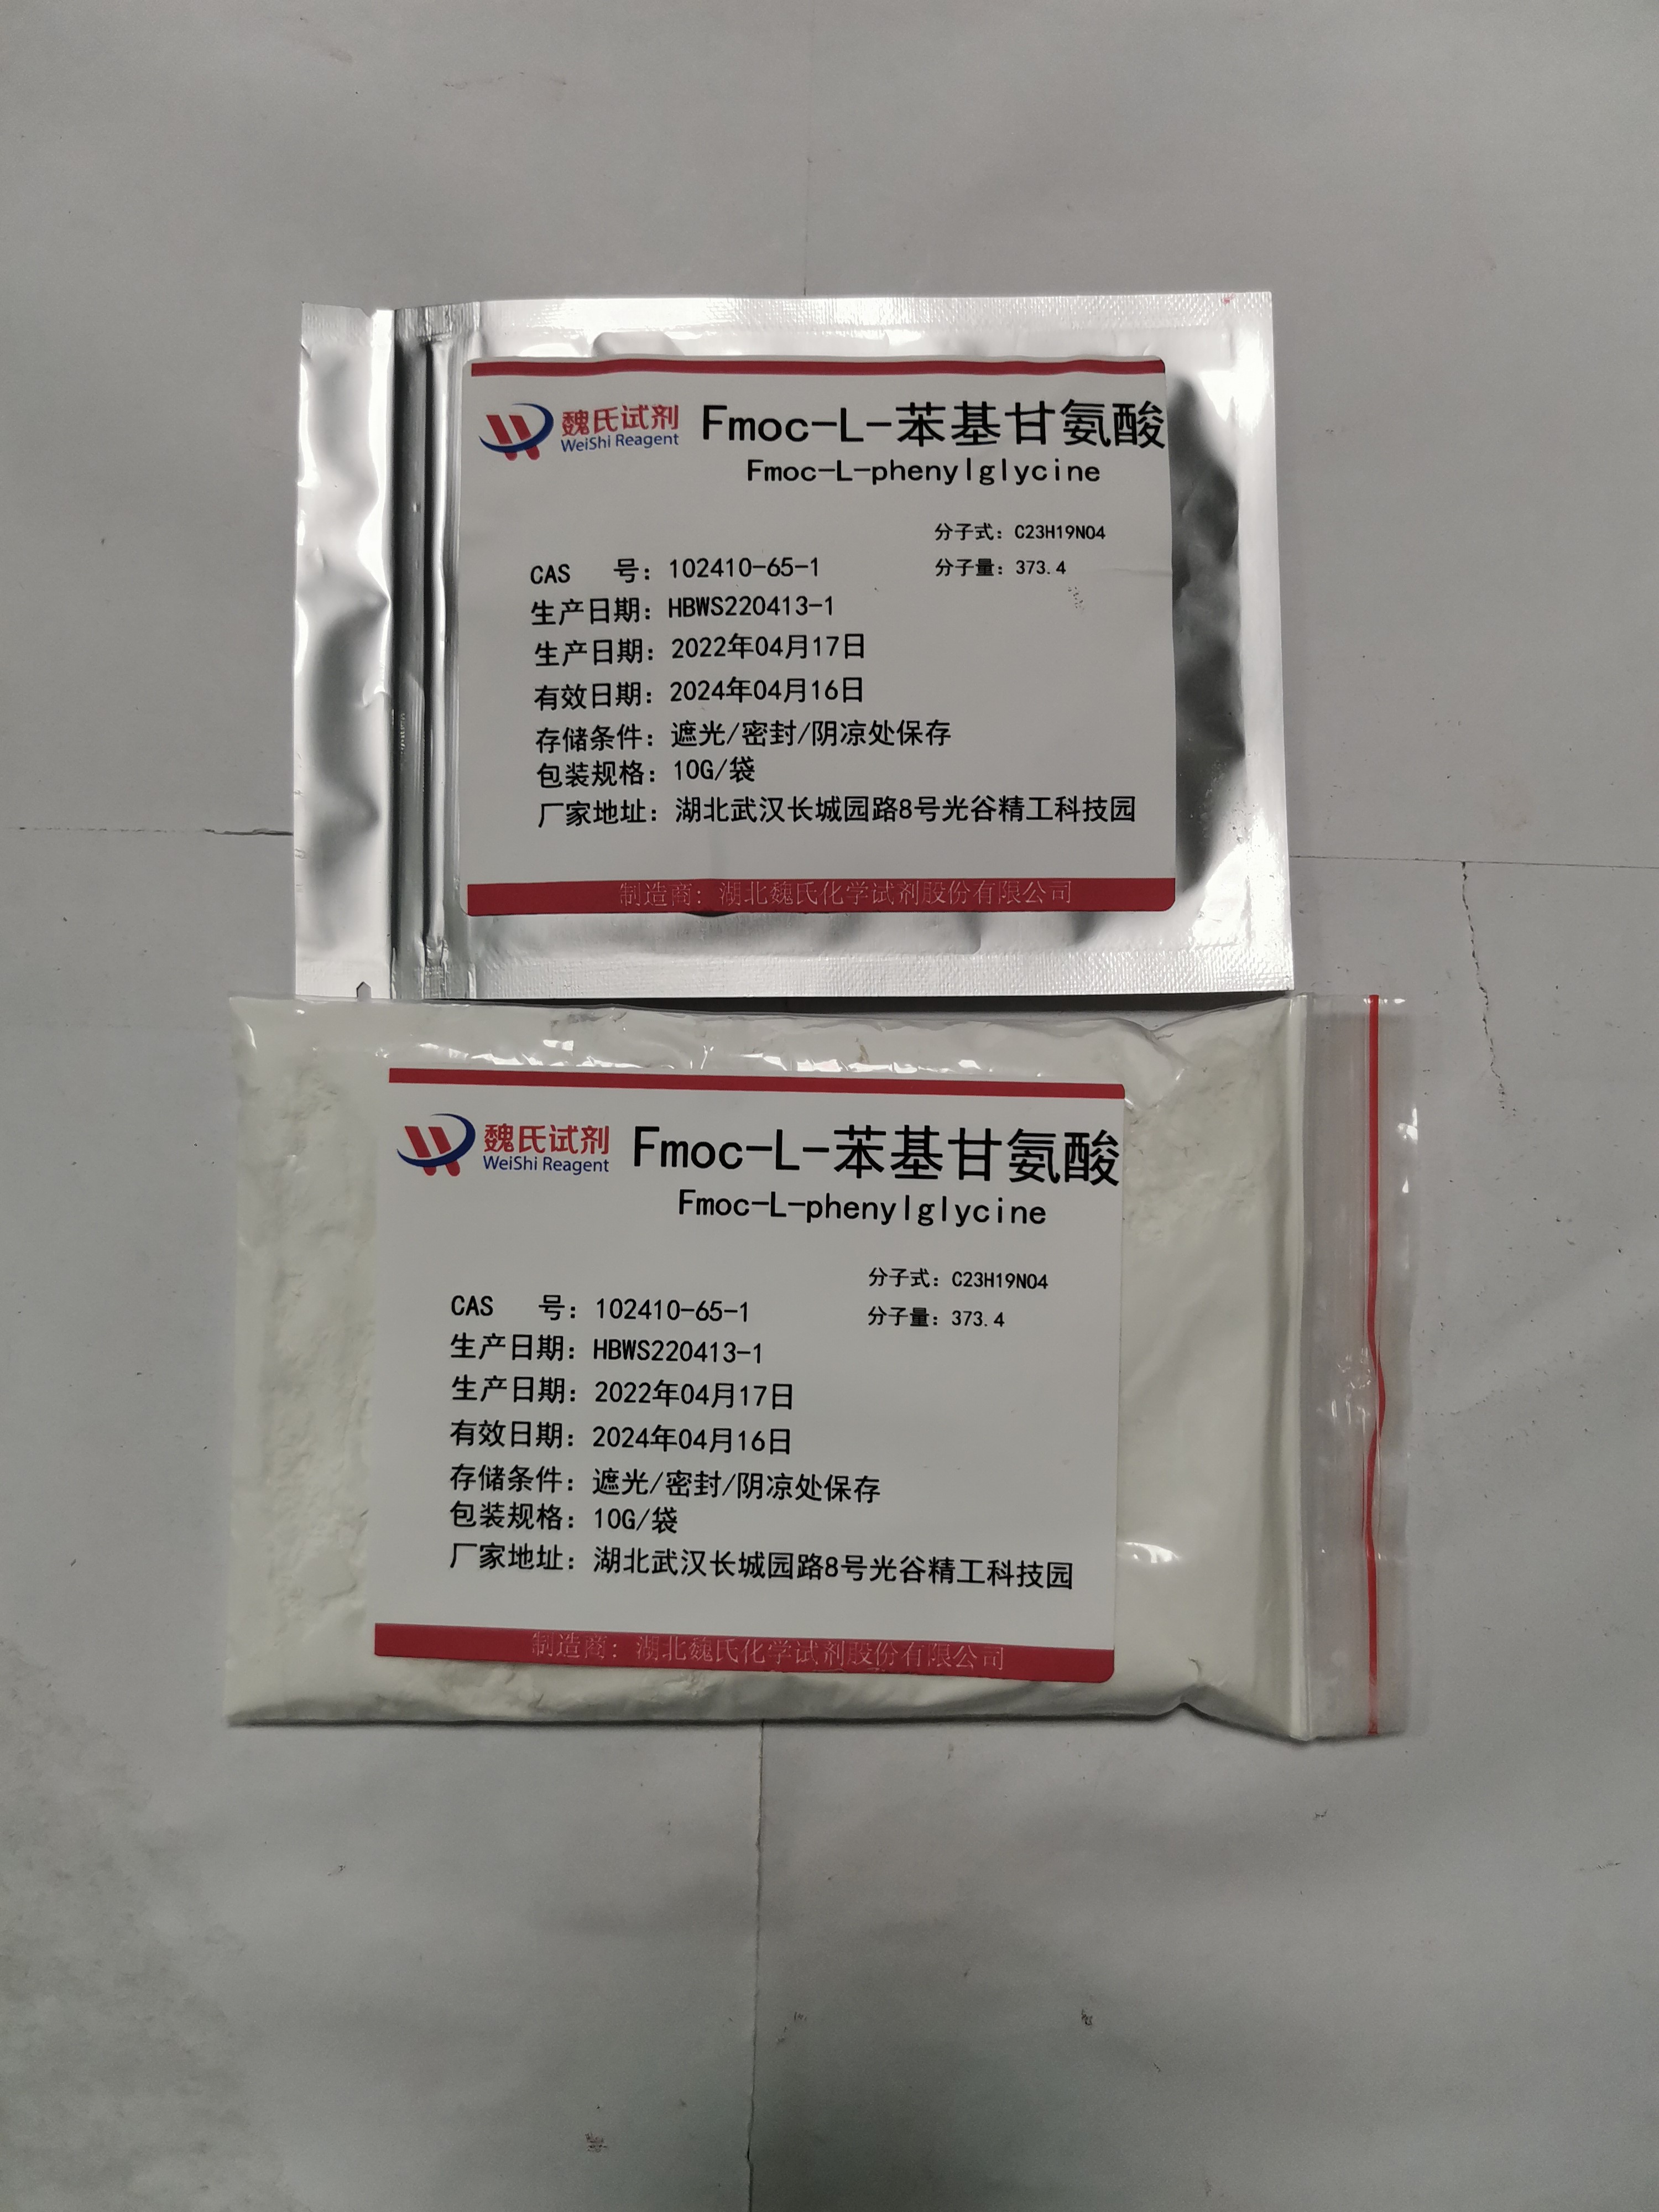 魏氏试剂
WeiShi Reagent
Fmoc-L-苯基甘氨酸
Fmoc-L-phenylglycine
分子式：C23H19NO4
分子量：373.4
CAS 号：102410-65-1
生产日期：HBWS220413-1
生产日期：2022年04月17日
有效日期：2024年04月16日
存储条件：遮光/密封/阴凉处保存
包装规格：10G/袋
厂家地址：湖北武汉长城园路8号光谷精工科技园
制造商：湖北魏氏化学试剂股份有限公司
魏氏试剂
WeiShi Reagent
Fmoc-L-苯基甘氨酸
Fmoc-L-phenylglycine
分子式：C23H19NO4
分子量：373.4
CAS 号：102410-65-1
生产日期：HBWS220413-1
生产日期：2022年04月17日
有效日期：2024年04月16日
存储条件：遮光/密封/阴凉处保存
包装规格：10G/袋
厂家地址：湖北武汉长城园路8号光谷精工科技园
制造商：湖北魏氏化学试剂股份有限公司